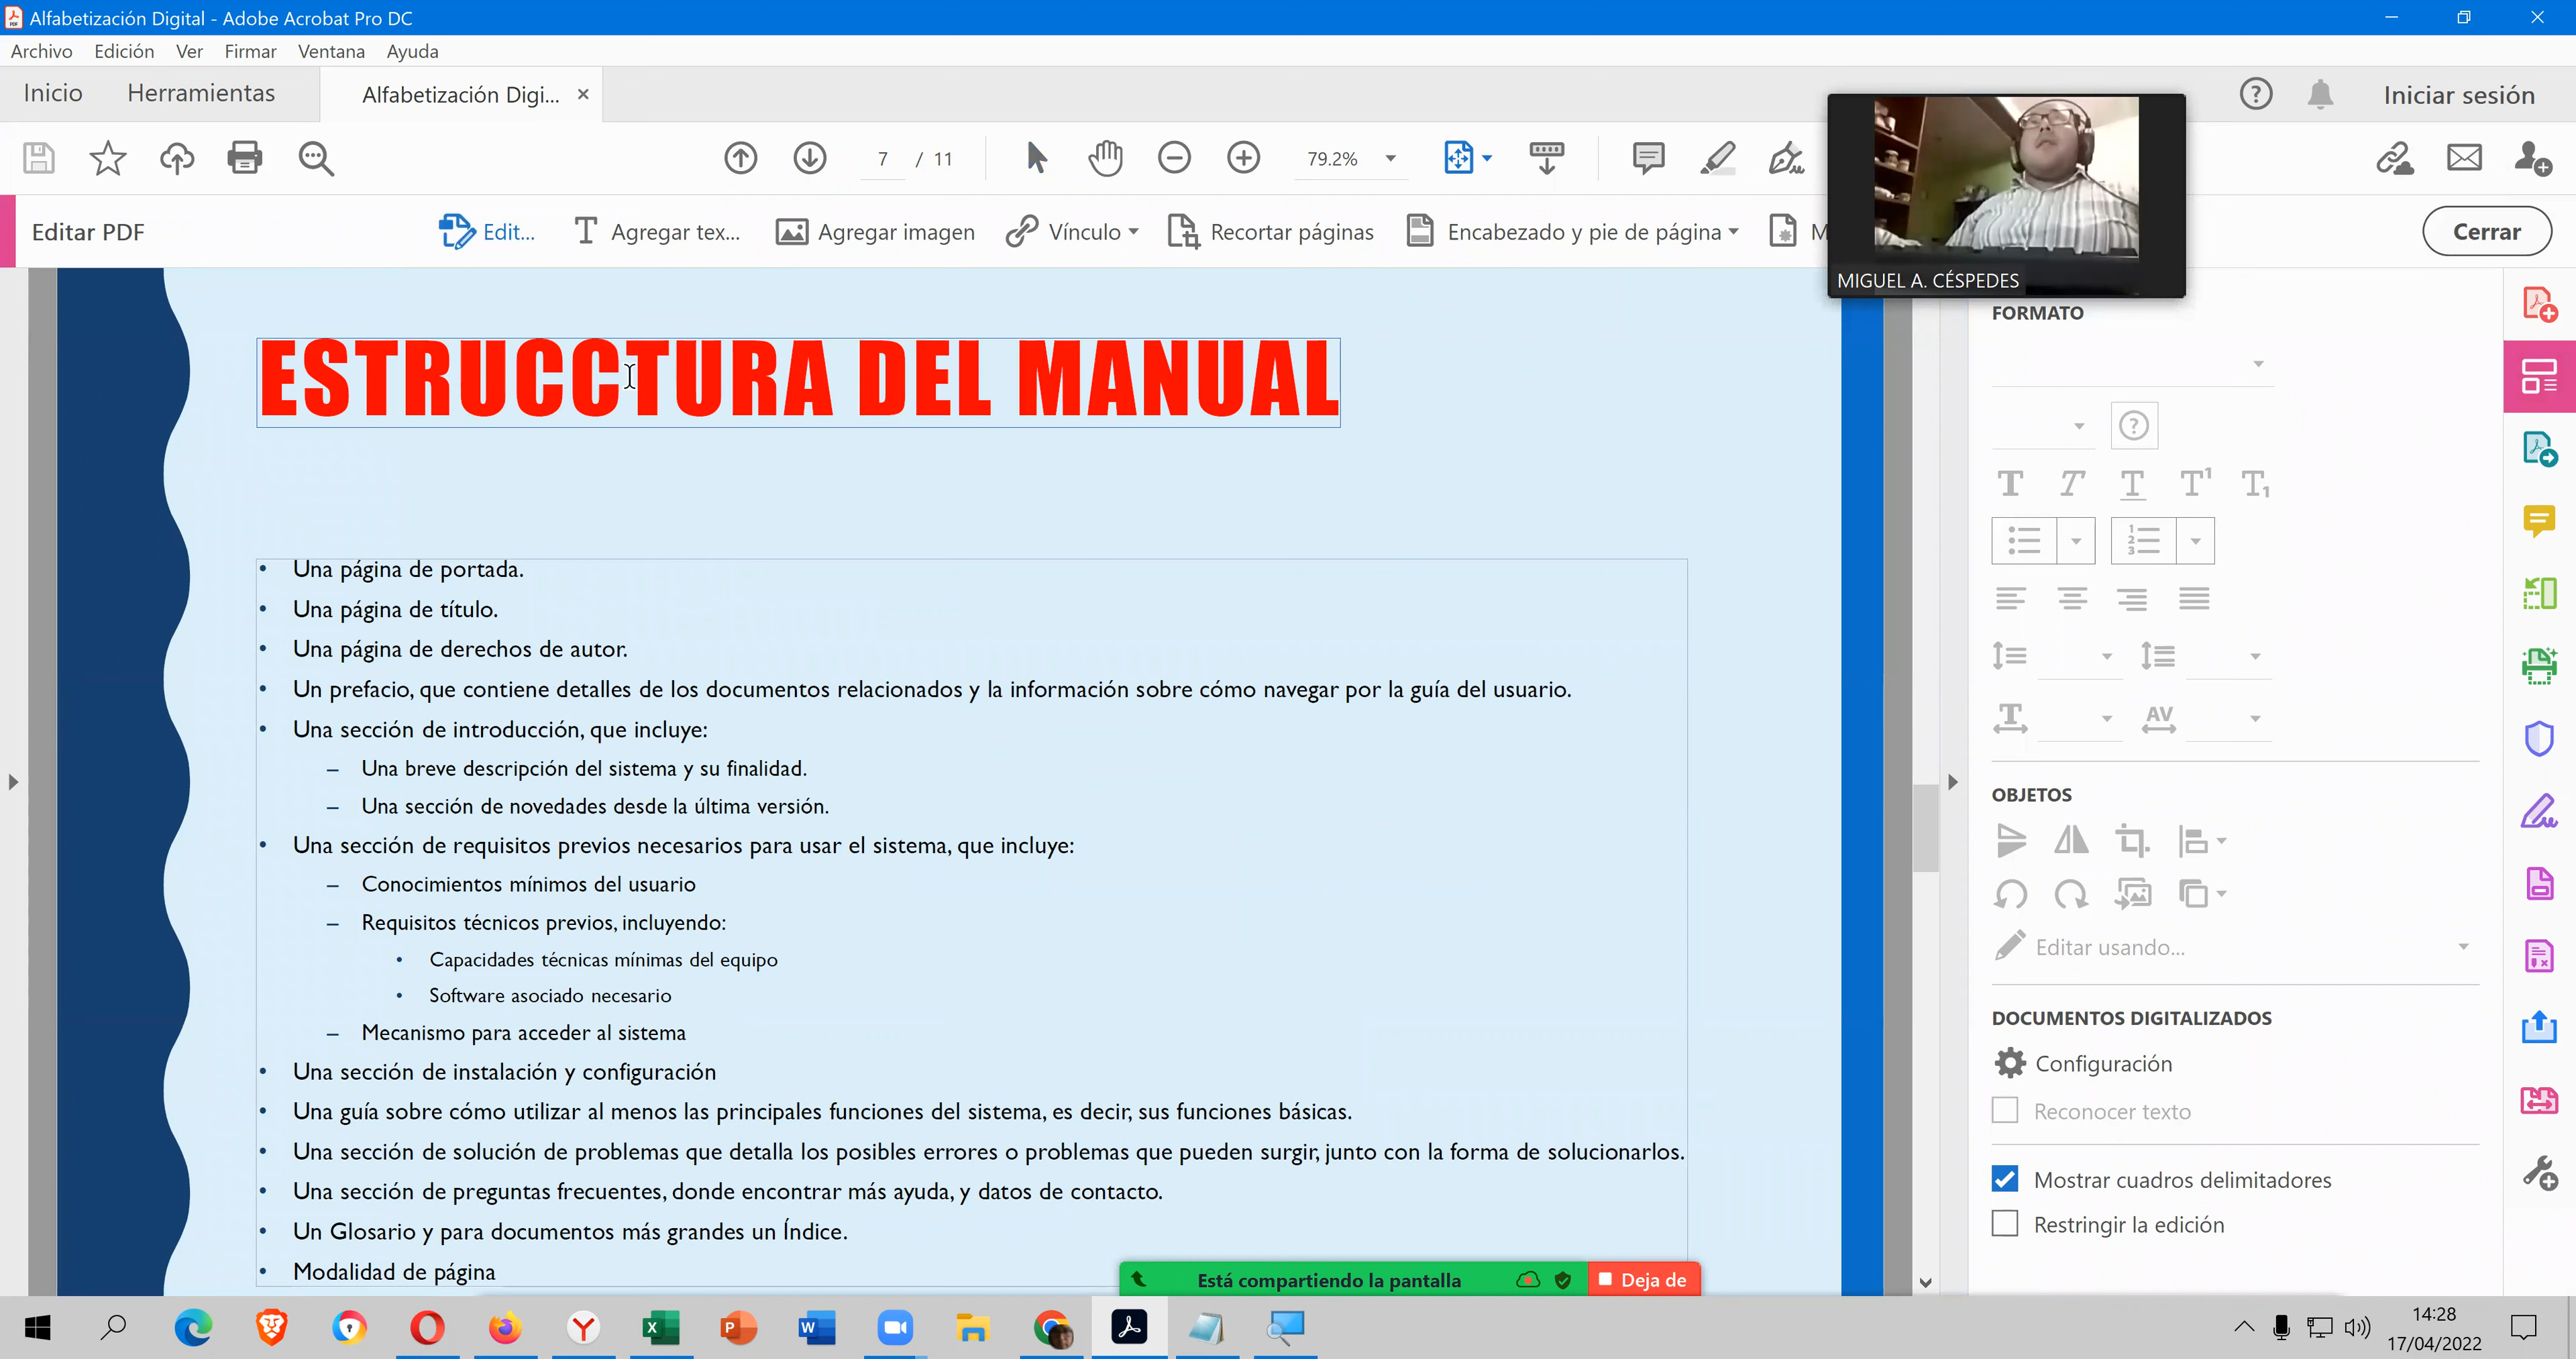 Alfabetización Digital - Adobe Acrobat Pro DC
Archivo Edición Ver Firmar Ventana Ayuda
Inicio Herramientas Alfabetización Digi... Iniciar sesión
7 / 11 79.2%
Editar PDF Edit... Agregar tex... Agregar imagen Vínculo Recortar páginas Encabezado y pie de página M Cerrar
MIGUEL A. CÉSPEDES
ESTRUCCTURA DEL MANUAL
• Una página de portada.
• Una página de título.
• Una página de derechos de autor.
• Un prefacio, que contiene detalles de los documentos relacionados y la información sobre cómo navegar por la guía del usuario.
• Una sección de introducción, que incluye:
– Una breve descripción del sistema y su finalidad.
– Una sección de novedades desde la última versión.
• Una sección de requisitos previos necesarios para usar el sistema, que incluye:
– Conocimientos mínimos del usuario
– Requisitos técnicos previos, incluyendo:
• Capacidades técnicas mínimas del equipo
• Software asociado necesario
– Mecanismo para acceder al sistema
• Una sección de instalación y configuración
• Una guía sobre cómo utilizar al menos las principales funciones del sistema, es decir, sus funciones básicas.
• Una sección de solución de problemas que detalla los posibles errores o problemas que pueden surgir, junto con la forma de solucionarlos.
• Una sección de preguntas frecuentes, donde encontrar más ayuda, y datos de contacto.
• Un Glosario y para documentos más grandes un Índice.
• Modalidad de página
FORMATO
OBJETOS
Editar usando...
DOCUMENTOS DIGITALIZADOS
Configuración
Reconocer texto
Mostrar cuadros delimitadores
Restringir la edición
Está compartiendo la pantalla Deja de
14:28
17/04/2022